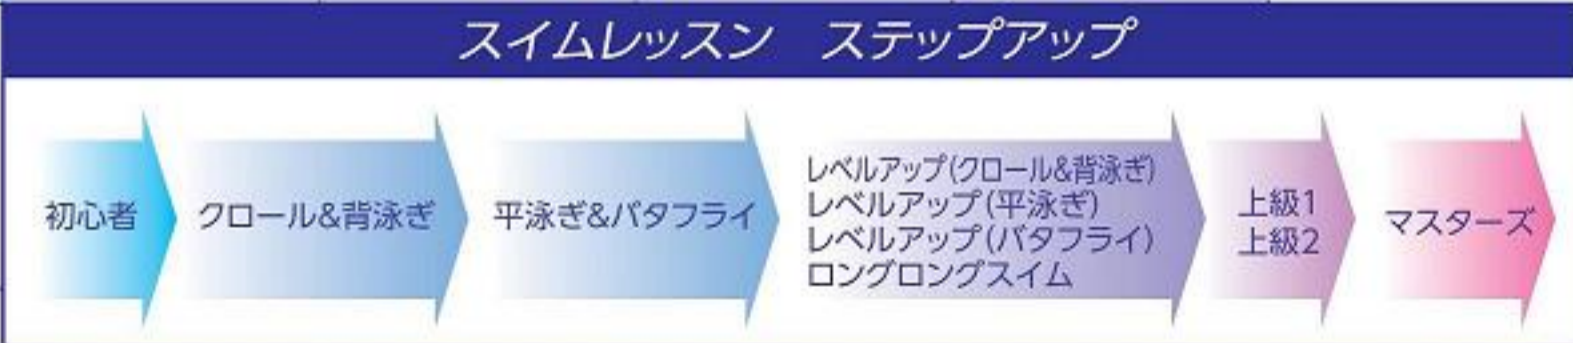 スイムレッスン　ステップアップ
初心者
クロール&背泳ぎ
平泳ぎ&バタフライ
レベルアップ(クロール&背泳ぎ)
レベルアップ(平泳ぎ)
レベルアップ(バタフライ)
ロングロングスイム
上級1
上級2
マスターズ